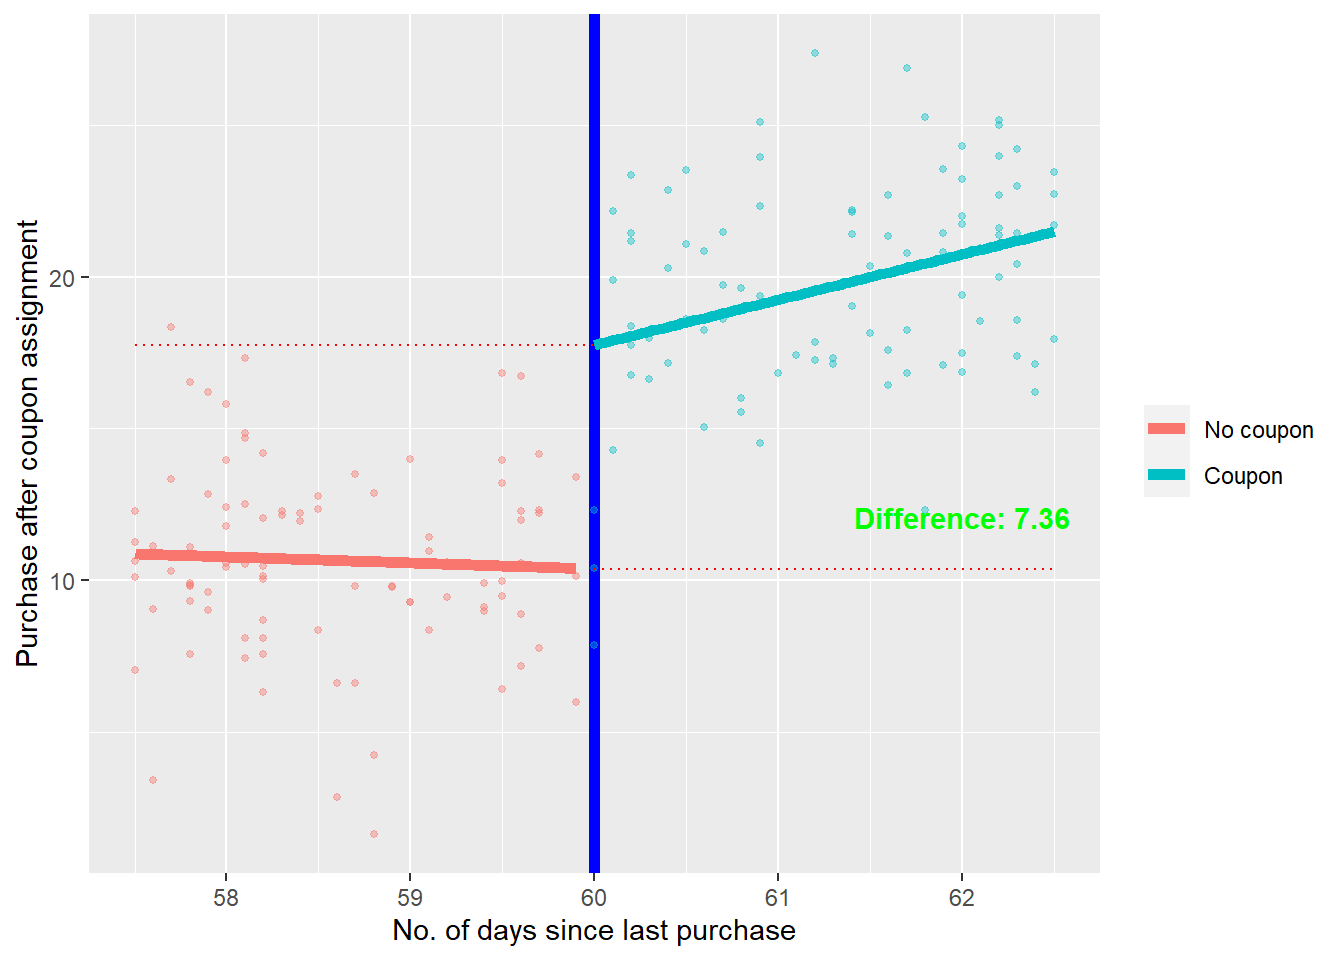 Purchase after coupon assignment
20
10
Difference: 7.36
58 59 60 61 62
No. of days since last purchase
No coupon
Coupon